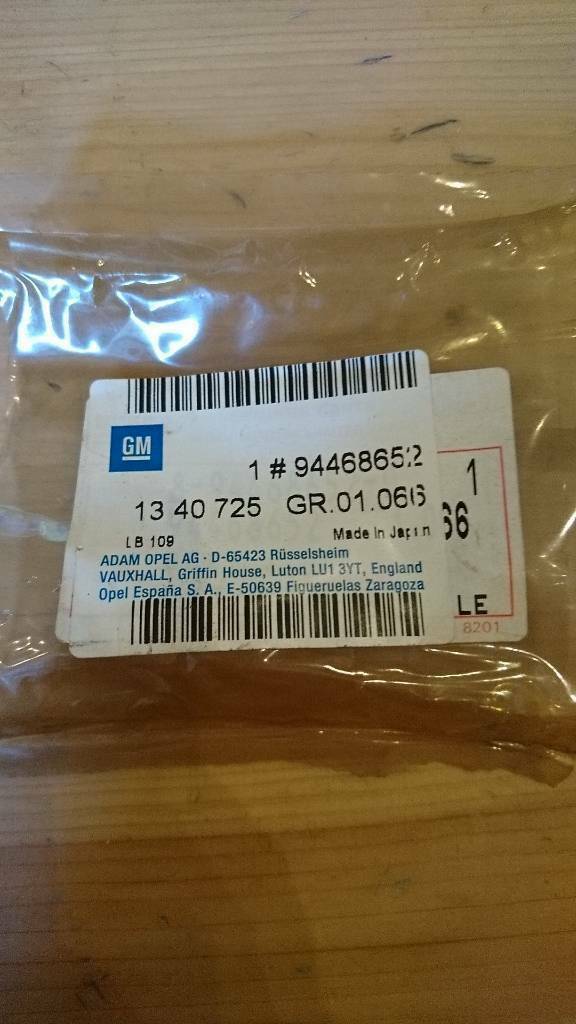 GM
1 # 94468652
13 40 725 GR.01.066
LB 109 Made In Japan
ADAM OPEL AG · D-65423 Rüsselsheim
VAUXHALL, Griffin House, Luton LU1 3YT, England
Opel España S. A., E-50639 Figueruelas Zaragoza
1
66
LE
8201